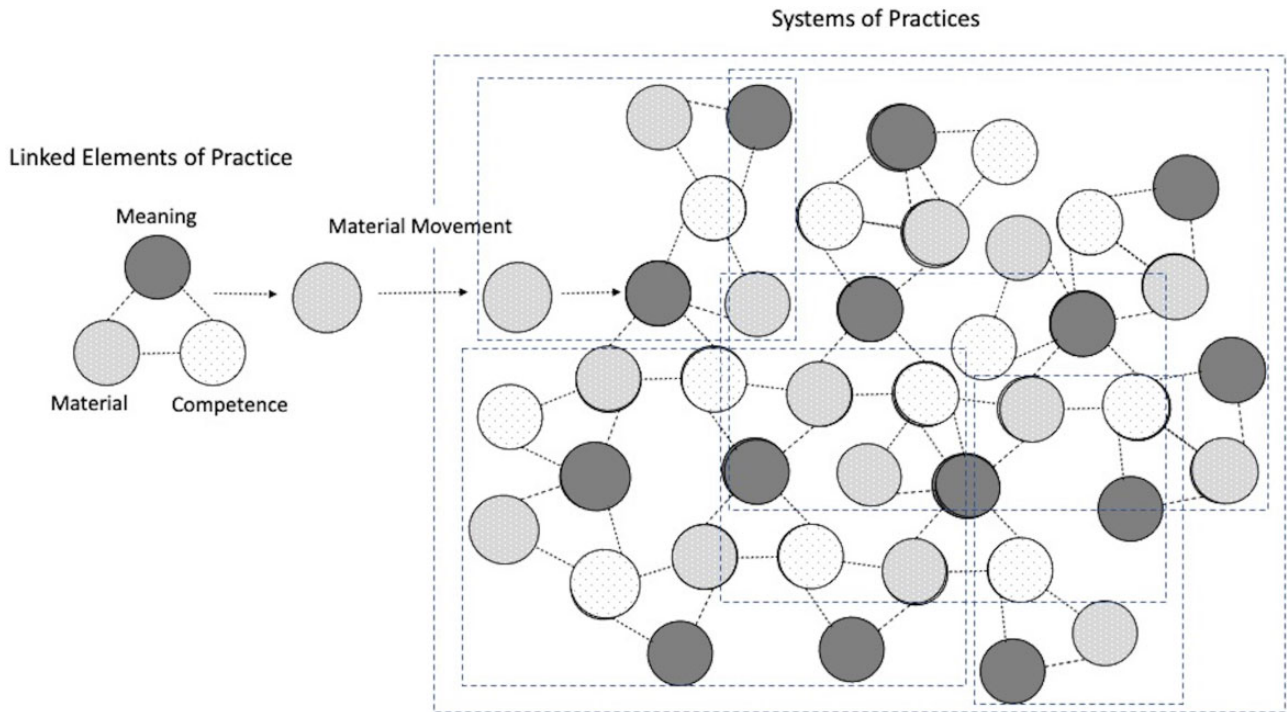 Systems of Practices
Linked Elements of Practice
Meaning
Material Movement
Material
Competence